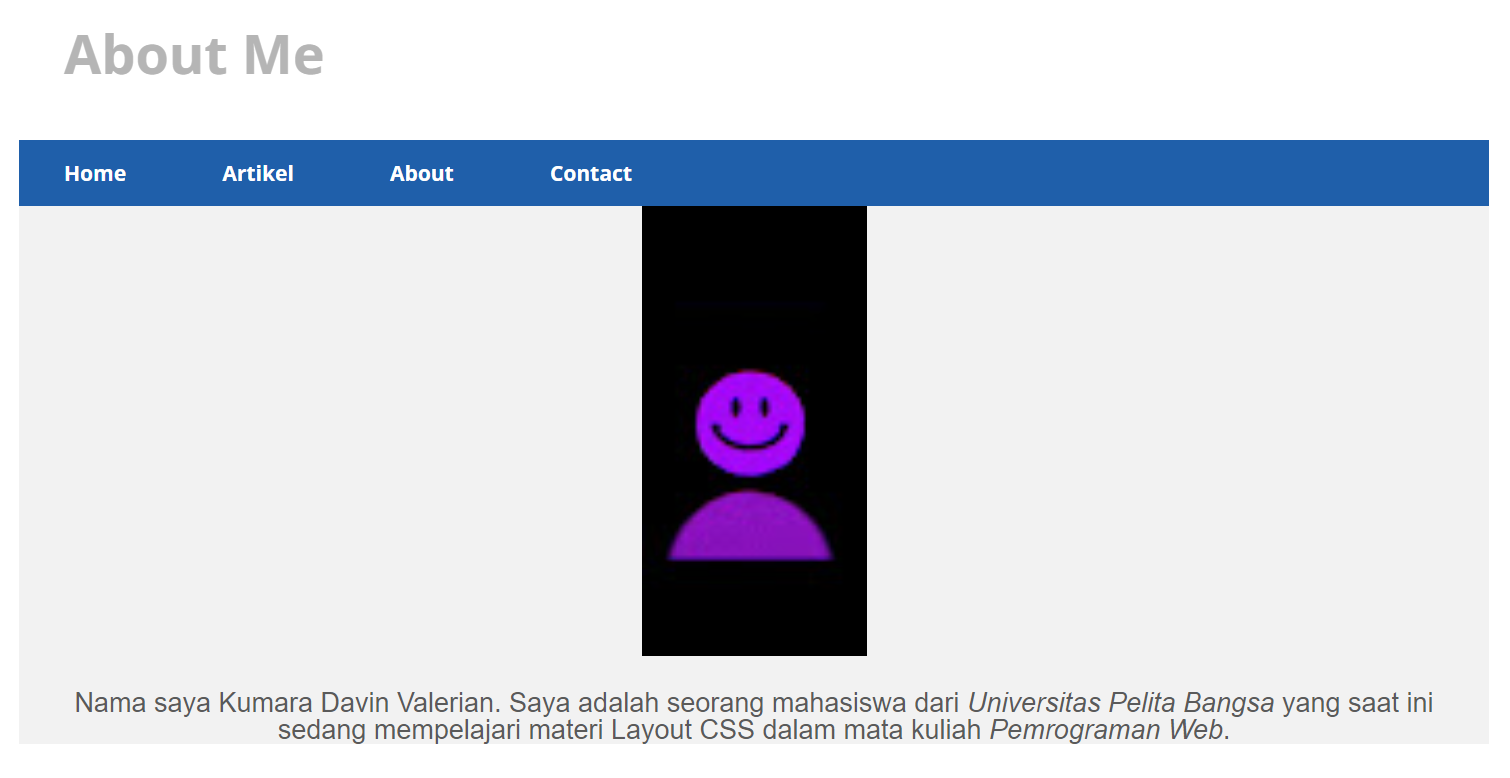 About Me
Home Artikel About Contact
Nama saya Kumara Davin Valerian. Saya adalah seorang mahasiswa dari Universitas Pelita Bangsa yang saat ini
sedang mempelajari materi Layout CSS dalam mata kuliah Pemrograman Web.